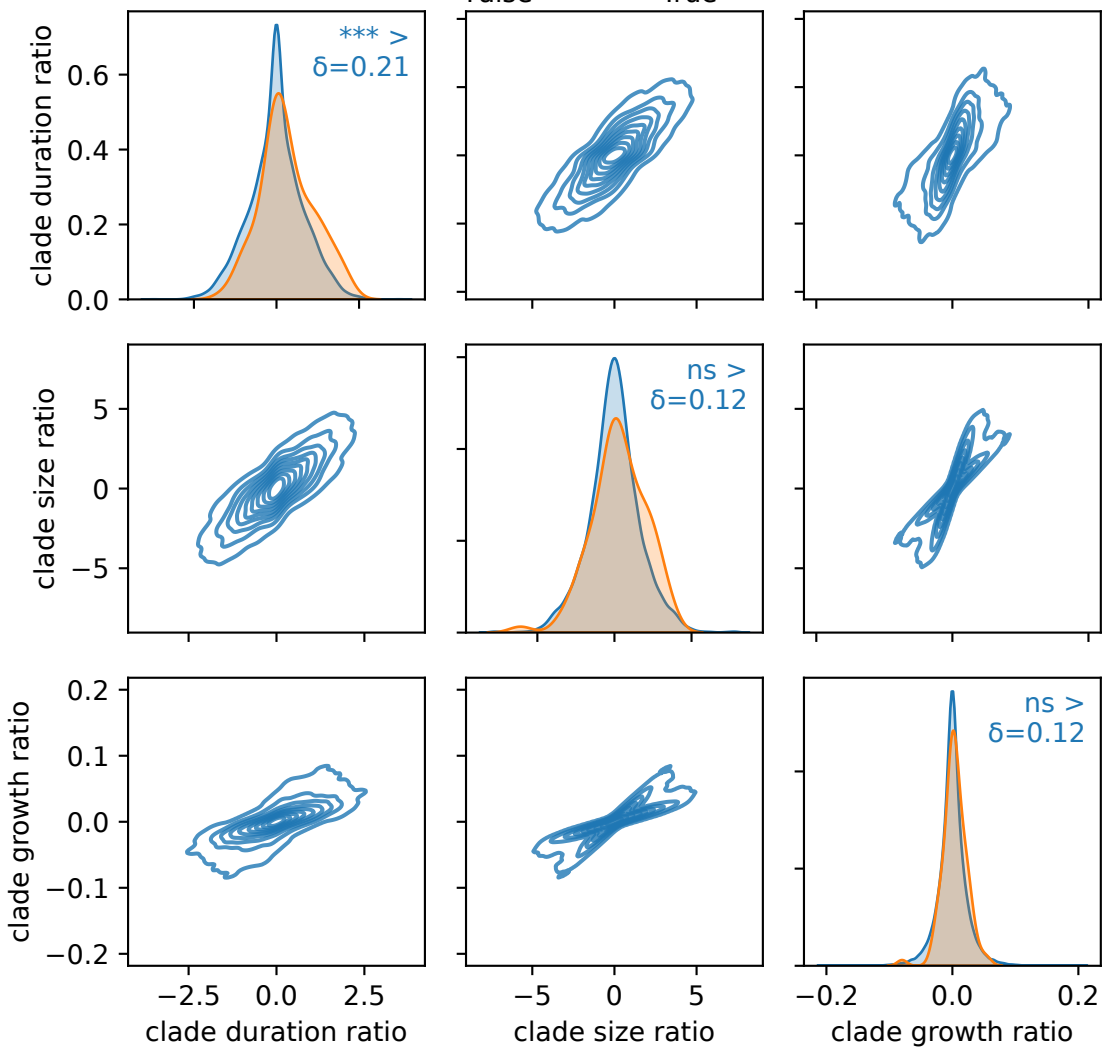 clade duration ratio
0.6
0.4
0.2
0.0
*** >
δ=0.21
clade size ratio
5
0
−5
ns >
δ=0.12
clade growth ratio
0.2
0.1
0.0
−0.1
−0.2
ns >
δ=0.12
−2.5 0.0 2.5
−5 0 5
−0.2 0.0 0.2
clade duration ratio
clade size ratio
clade growth ratio